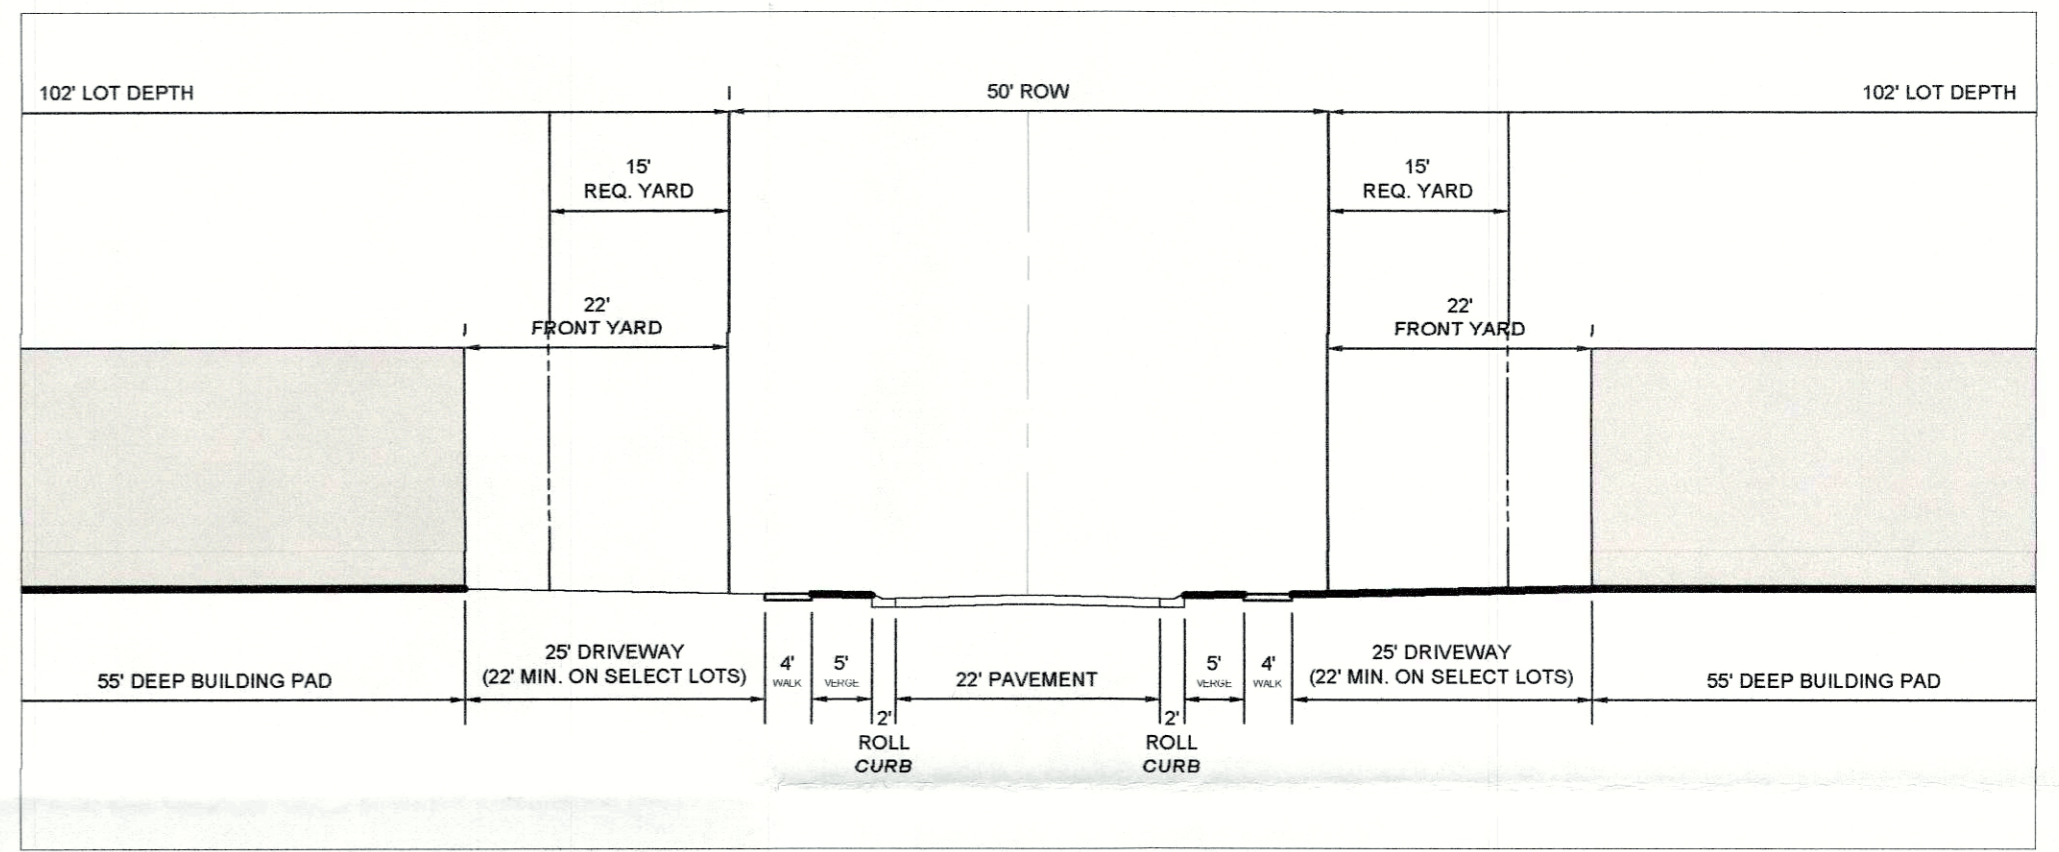 102' LOT DEPTH
50' ROW
102' LOT DEPTH
15'
REQ. YARD
15'
REQ. YARD
22'
FRONT YARD
22'
FRONT YARD
55' DEEP BUILDING PAD
25' DRIVEWAY
(22' MIN. ON SELECT LOTS)
4'
WALK
5'
VERGE
2'
ROLL
CURB
22' PAVEMENT
2'
ROLL
CURB
5'
VERGE
4'
WALK
25' DRIVEWAY
(22' MIN. ON SELECT LOTS)
55' DEEP BUILDING PAD